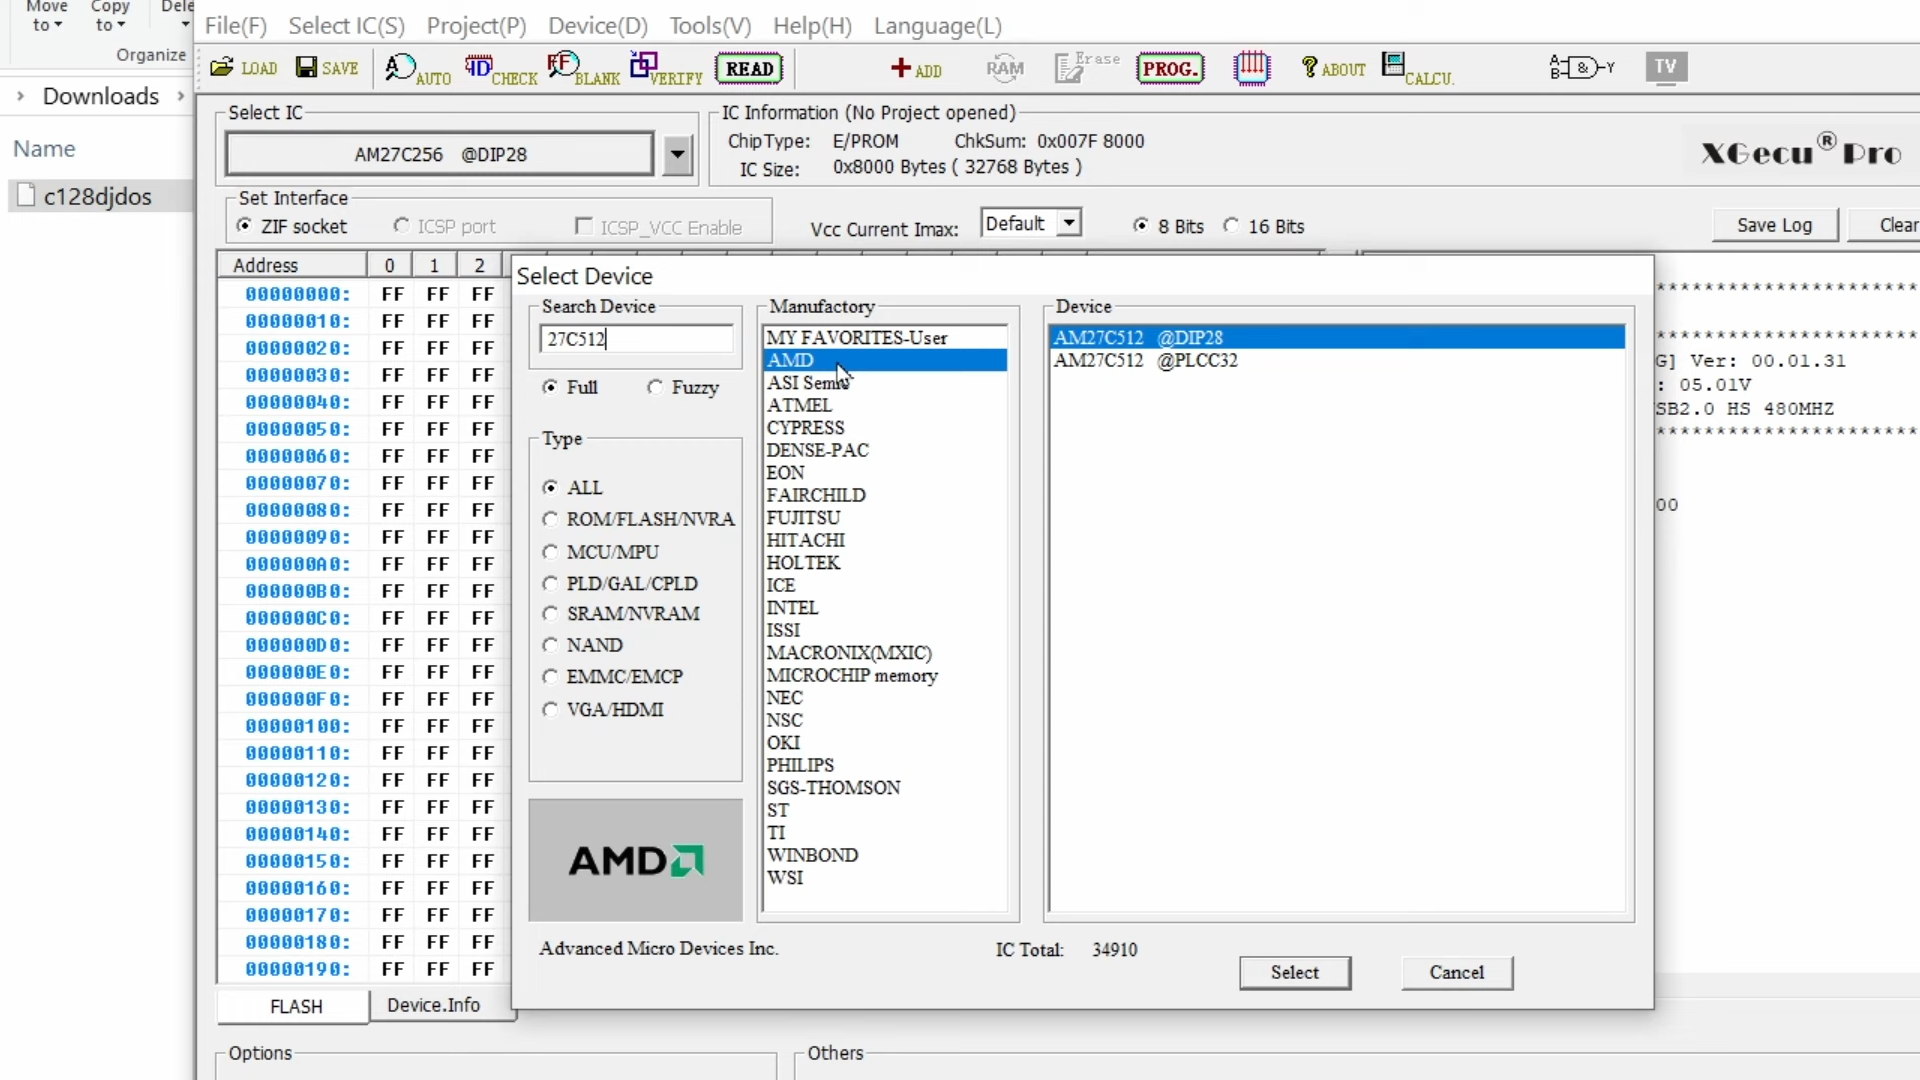 Move
to
Copy
to
Dele
Organize
Downloads
Name
c128djdos
File(F) Select IC(S) Project(P) Device(D) Tools(V) Help(H) Language(L)
LOAD SAVE AUTO CHECK BLANK VERIFY READ ADD RAM Erase PROG. ABOUT CALCU. A B & Y TV
Select IC
AM27C256 @DIP28
IC Information (No Project opened)
ChipType: E/PROM ChkSum: 0x007F 8000
IC Size: 0x8000 Bytes ( 32768 Bytes )
XGecu® Pro
Set Interface
ZIF socket ICSP port ICSP_VCC Enable
Vcc Current Imax: Default 8 Bits 16 Bits
Save Log Clear
Address 0 1 2
00000000: FF FF FF
00000010: FF FF FF
00000020: FF FF FF
00000030: FF FF FF
00000040: FF FF FF
00000050: FF FF FF
00000060: FF FF FF
00000070: FF FF FF
00000080: FF FF FF
00000090: FF FF FF
000000A0: FF FF FF
000000B0: FF FF FF
000000C0: FF FF FF
000000D0: FF FF FF
000000E0: FF FF FF
000000F0: FF FF FF
00000100: FF FF FF
00000110: FF FF FF
00000120: FF FF FF
00000130: FF FF FF
00000140: FF FF FF
00000150: FF FF FF
00000160: FF FF FF
00000170: FF FF FF
00000180: FF FF FF
00000190: FF FF FF
FLASH Device.Info
Options
Others
Select Device
Search Device
27C512
Full Fuzzy
Type
ALL
ROM/FLASH/NVRA
MCU/MPU
PLD/GAL/CPLD
SRAM/NVRAM
NAND
EMMC/EMCP
VGA/HDMI
AMD
Advanced Micro Devices Inc.
Manufactory
MY FAVORITES-User
AMD
ASI Semi
ATMEL
CYPRESS
DENSE-PAC
EON
FAIRCHILD
FUJITSU
HITACHI
HOLTEK
ICE
INTEL
ISSI
MACRONIX(MXIC)
MICROCHIP memory
NEC
NSC
OKI
PHILIPS
SGS-THOMSON
ST
TI
WINBOND
WSI
Device
AM27C512 @DIP28
AM27C512 @PLCC32
IC Total: 34910
Select Cancel
******************
******************
G] Ver: 00.01.31
: 05.01V
SB2.0 HS 480MHZ
******************
00